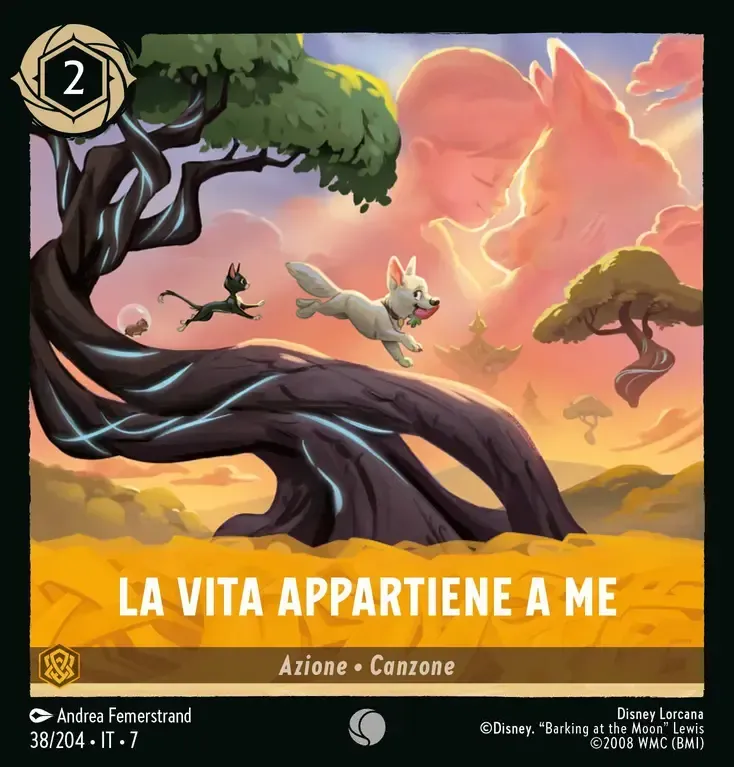 2
LA VITA APPARTIENE A ME
Azione • Canzone
Andrea Femerstrand
38/204 • IT • 7
Disney Lorcana
©Disney. “Barking at the Moon” Lewis
©2008 WMC (BMI)